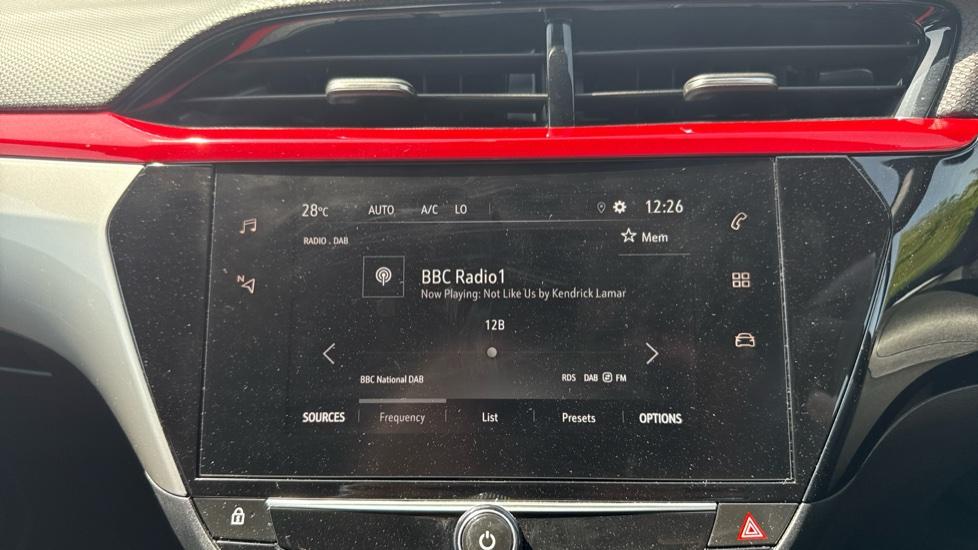 28°C AUTO A/C LO 12:26
RADIO . DAB Mem
BBC Radio1
Now Playing: Not Like Us by Kendrick Lamar
12B
BBC National DAB RDS DAB FM
SOURCES Frequency List Presets OPTIONS
N